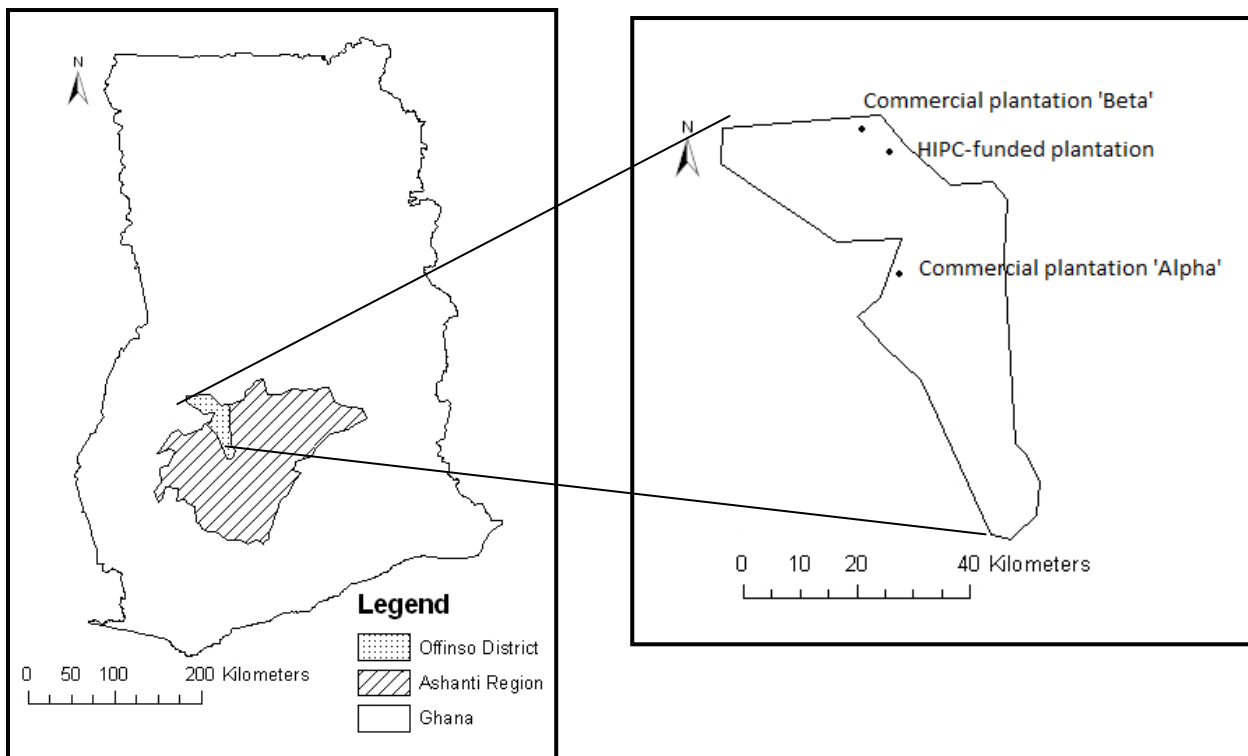 N
Legend
Offinso District
Ashanti Region
Ghana
0 50 100 200 Kilometers
Commercial plantation 'Beta'
N
HIPC-funded plantation
Commercial plantation 'Alpha'
0 10 20 40 Kilometers